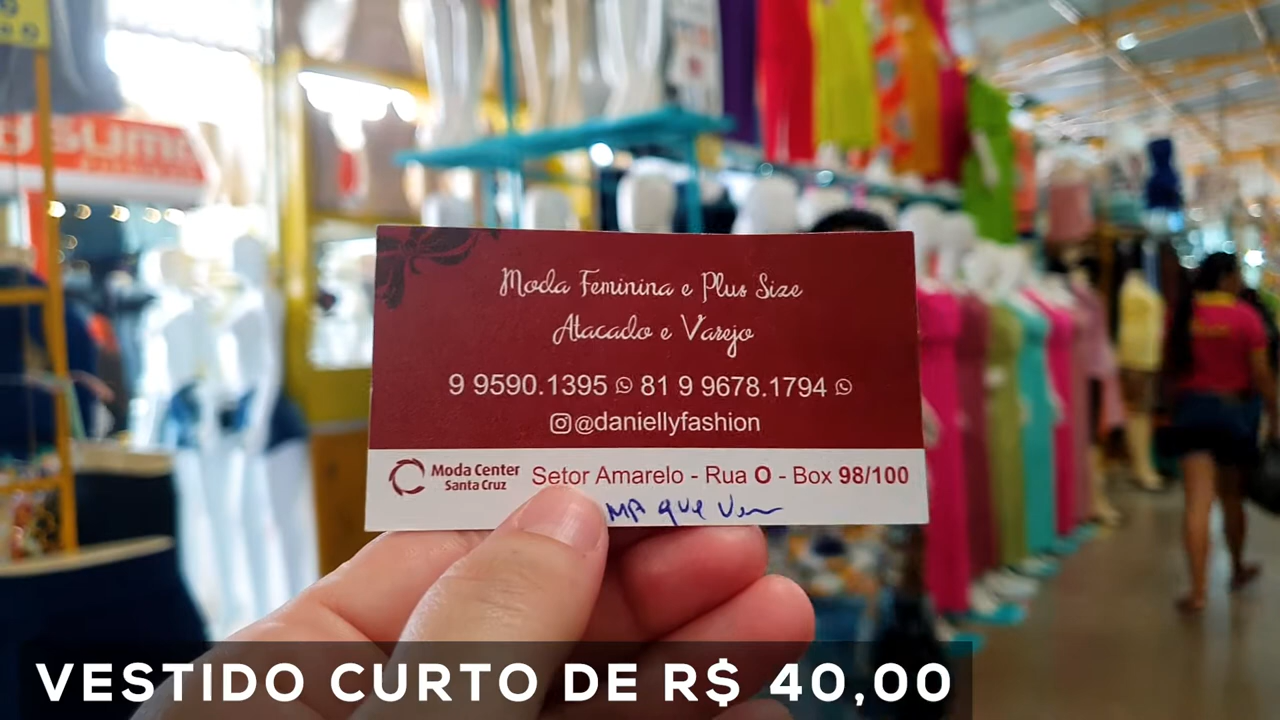 Moda Feminina e Plus Size
Atacado e Varejo
9 9590.1395 81 9 9678.1794
@daniellyfashion
Moda Center
Santa Cruz
Setor Amarelo - Rua O - Box 98/100
que
VESTIDO CURTO DE R$ 40,00